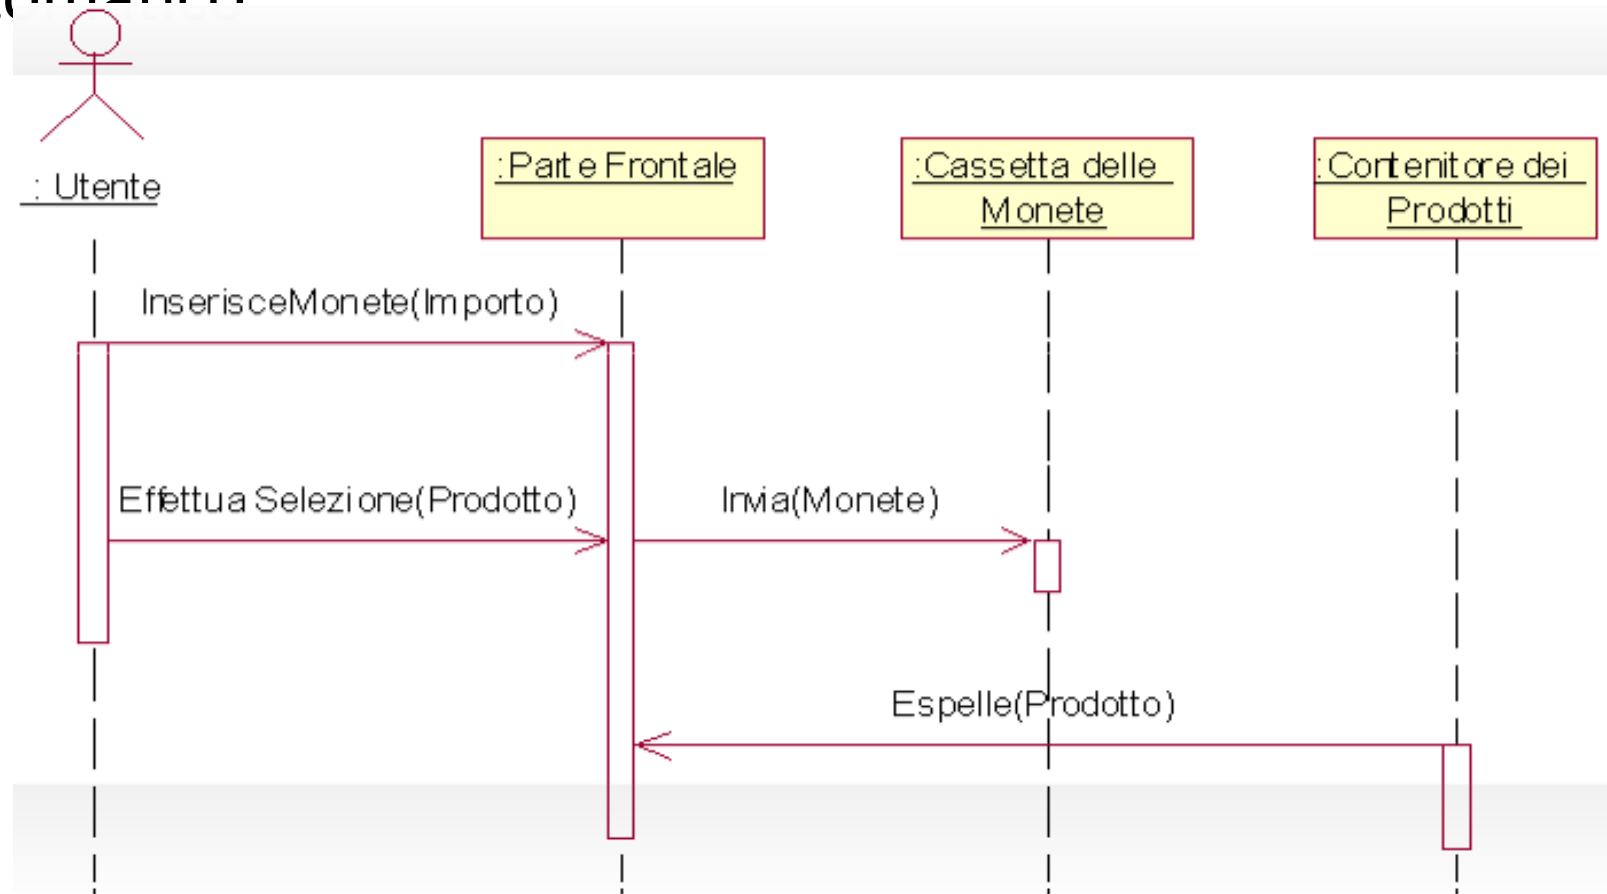 : Utente
:Parte Frontale
:Cassetta delle
Monete
:Contenitore dei
Prodotti
InserisceMonete(Importo)
Effettua Selezione(Prodotto)
Invia(Monete)
Espelle(Prodotto)